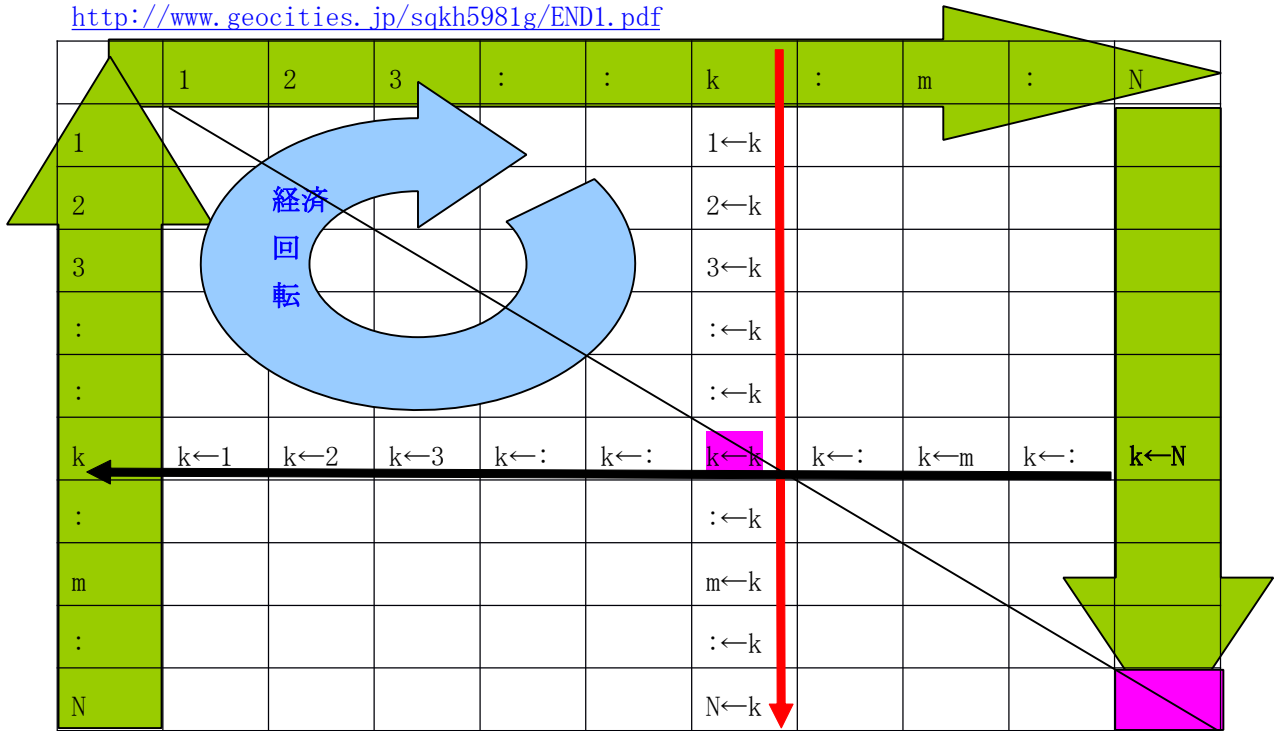 http://www.geocities.jp/sqkh5981g/END1.pdf
1 2 3 : : k : m : N
1 1←k
2 経済 2←k
3 回 3←k
: 転 :←k
: :←k
k k←1 k←2 k←3 k←: k←: k←k k←: k←m k←: k←N
: :←k
m m←k
: :←k
N N←k